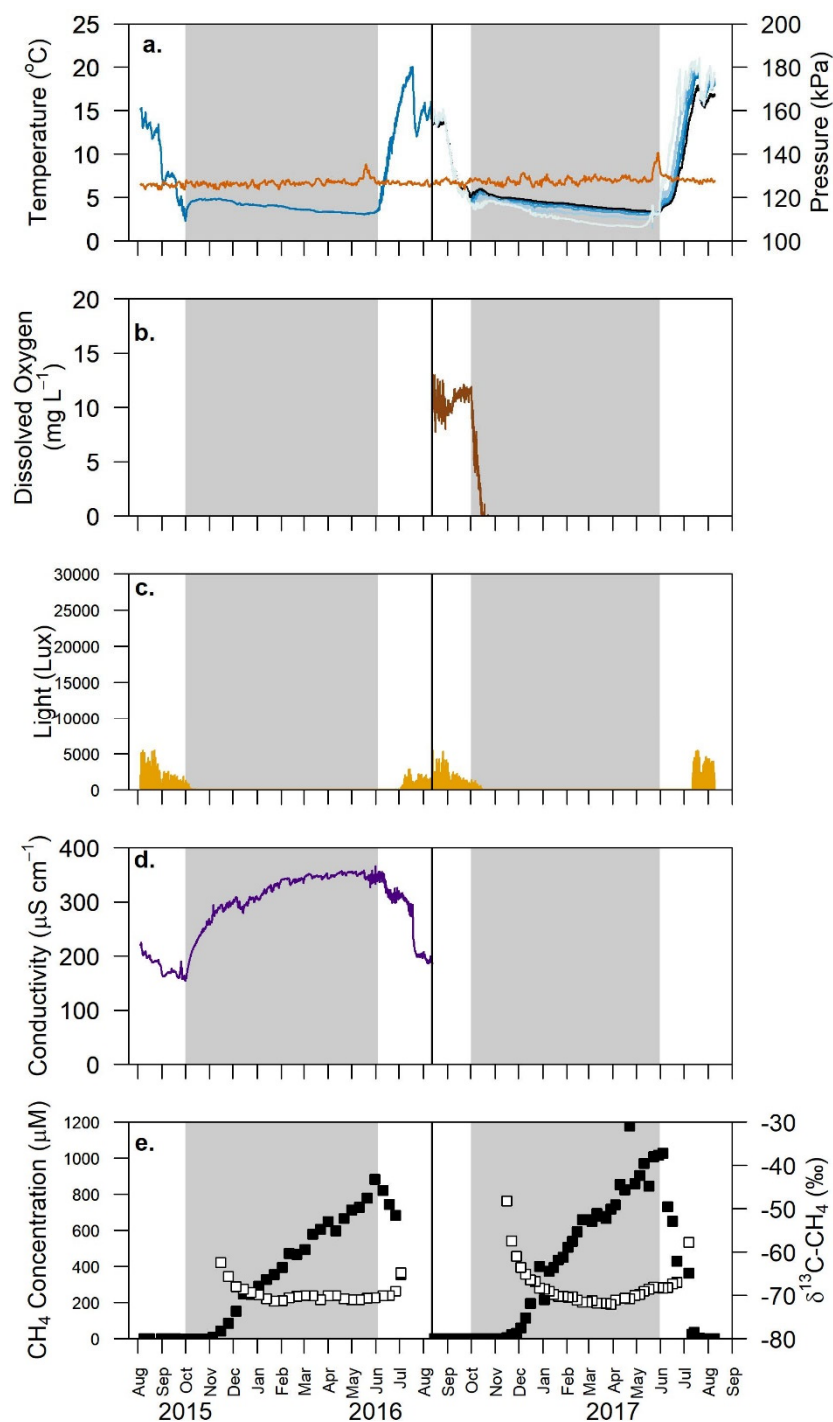 a.
Temperature (°C)
25
20
15
10
5
0
200
180
160
140
120
100
Pressure (kPa)
b.
Dissolved Oxygen
(mg L⁻¹)
20
15
10
5
0
c.
Light (Lux)
30000
25000
20000
15000
10000
5000
0
d.
Conductivity (µS cm⁻¹)
400
300
200
100
0
e.
CH₄ Concentration (µM)
1200
1000
800
600
400
200
0
-30
-40
-50
-60
-70
-80
δ¹³C-CH₄ (‰)
Aug Sep Oct Nov Dec Jan Feb Mar Apr May Jun Jul Aug Sep Oct Nov Dec Jan Feb Mar Apr May Jun Jul Aug Sep
2015 2016 2017